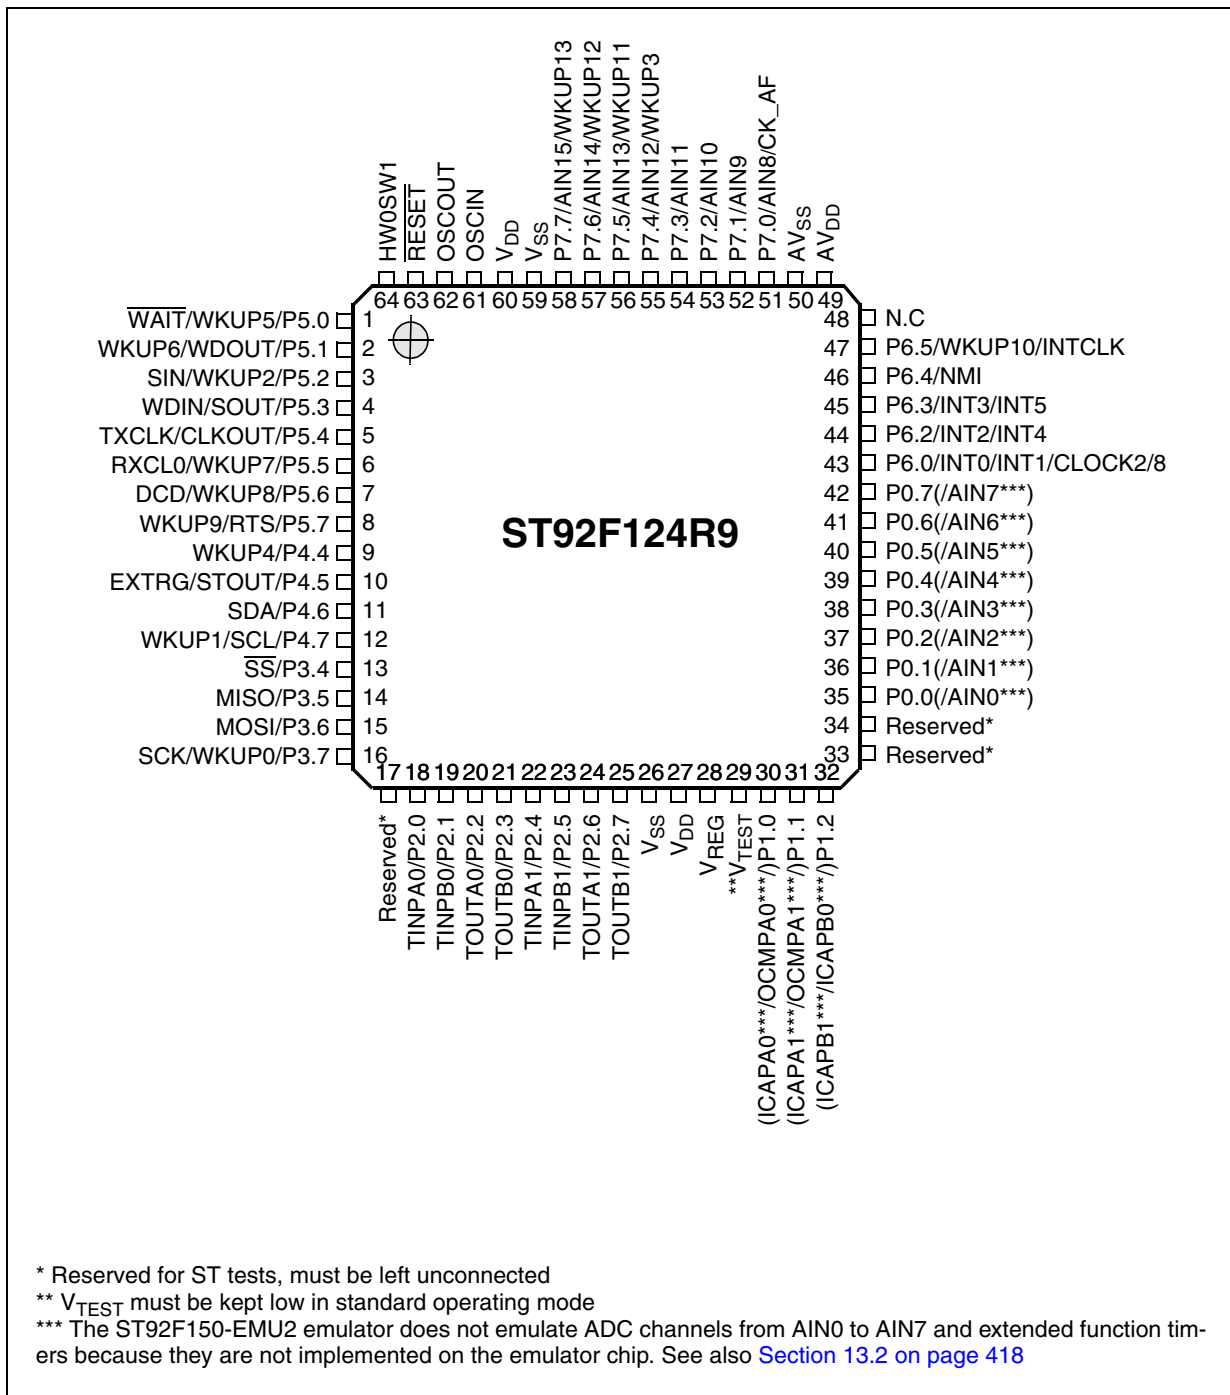 HW0SW1
RESET
OSCOUT
OSCIN
VDD
VSS
P7.7/AIN15/WKUP13
P7.6/AIN14/WKUP12
P7.5/AIN13/WKUP11
P7.4/AIN12/WKUP3
P7.3/AIN11
P7.2/AIN10
P7.1/AIN9
P7.0/AIN8/CK_AF
AVSS
AVDD
64 63 62 61 60 59 58 57 56 55 54 53 52 51 50 49
WAIT/WKUP5/P5.0 1
WKUP6/WDOUT/P5.1 2
SIN/WKUP2/P5.2 3
WDIN/SOUT/P5.3 4
TXCLK/CLKOUT/P5.4 5
RXCL0/WKUP7/P5.5 6
DCD/WKUP8/P5.6 7
WKUP9/RTS/P5.7 8
WKUP4/P4.4 9
EXTRG/STOUT/P4.5 10
SDA/P4.6 11
WKUP1/SCL/P4.7 12
SS/P3.4 13
MISO/P3.5 14
MOSI/P3.6 15
SCK/WKUP0/P3.7 16
ST92F124R9
48 N.C
47 P6.5/WKUP10/INTCLK
46 P6.4/NMI
45 P6.3/INT3/INT5
44 P6.2/INT2/INT4
43 P6.0/INT0/INT1/CLOCK2/8
42 P0.7(/AIN7***)
41 P0.6(/AIN6***)
40 P0.5(/AIN5***)
39 P0.4(/AIN4***)
38 P0.3(/AIN3***)
37 P0.2(/AIN2***)
36 P0.1(/AIN1***)
35 P0.0(/AIN0***)
34 Reserved*
33 Reserved*
17 18 19 20 21 22 23 24 25 26 27 28 29 30 31 32
Reserved*
TINPA0/P2.0
TINPB0/P2.1
TOUTA0/P2.2
TOUTB0/P2.3
TINPA1/P2.4
TINPB1/P2.5
TOUTA1/P2.6
TOUTB1/P2.7
VSS
VDD
VREG
**VTEST
(ICAPA0***/OCMPA0***/)P1.0
(ICAPA1***/OCMPA1***/)P1.1
(ICAPB1***/ICAPB0***/)P1.2
* Reserved for ST tests, must be left unconnected
** VTEST must be kept low in standard operating mode
*** The ST92F150-EMU2 emulator does not emulate ADC channels from AIN0 to AIN7 and extended function tim-
ers because they are not implemented on the emulator chip. See also Section 13.2 on page 418